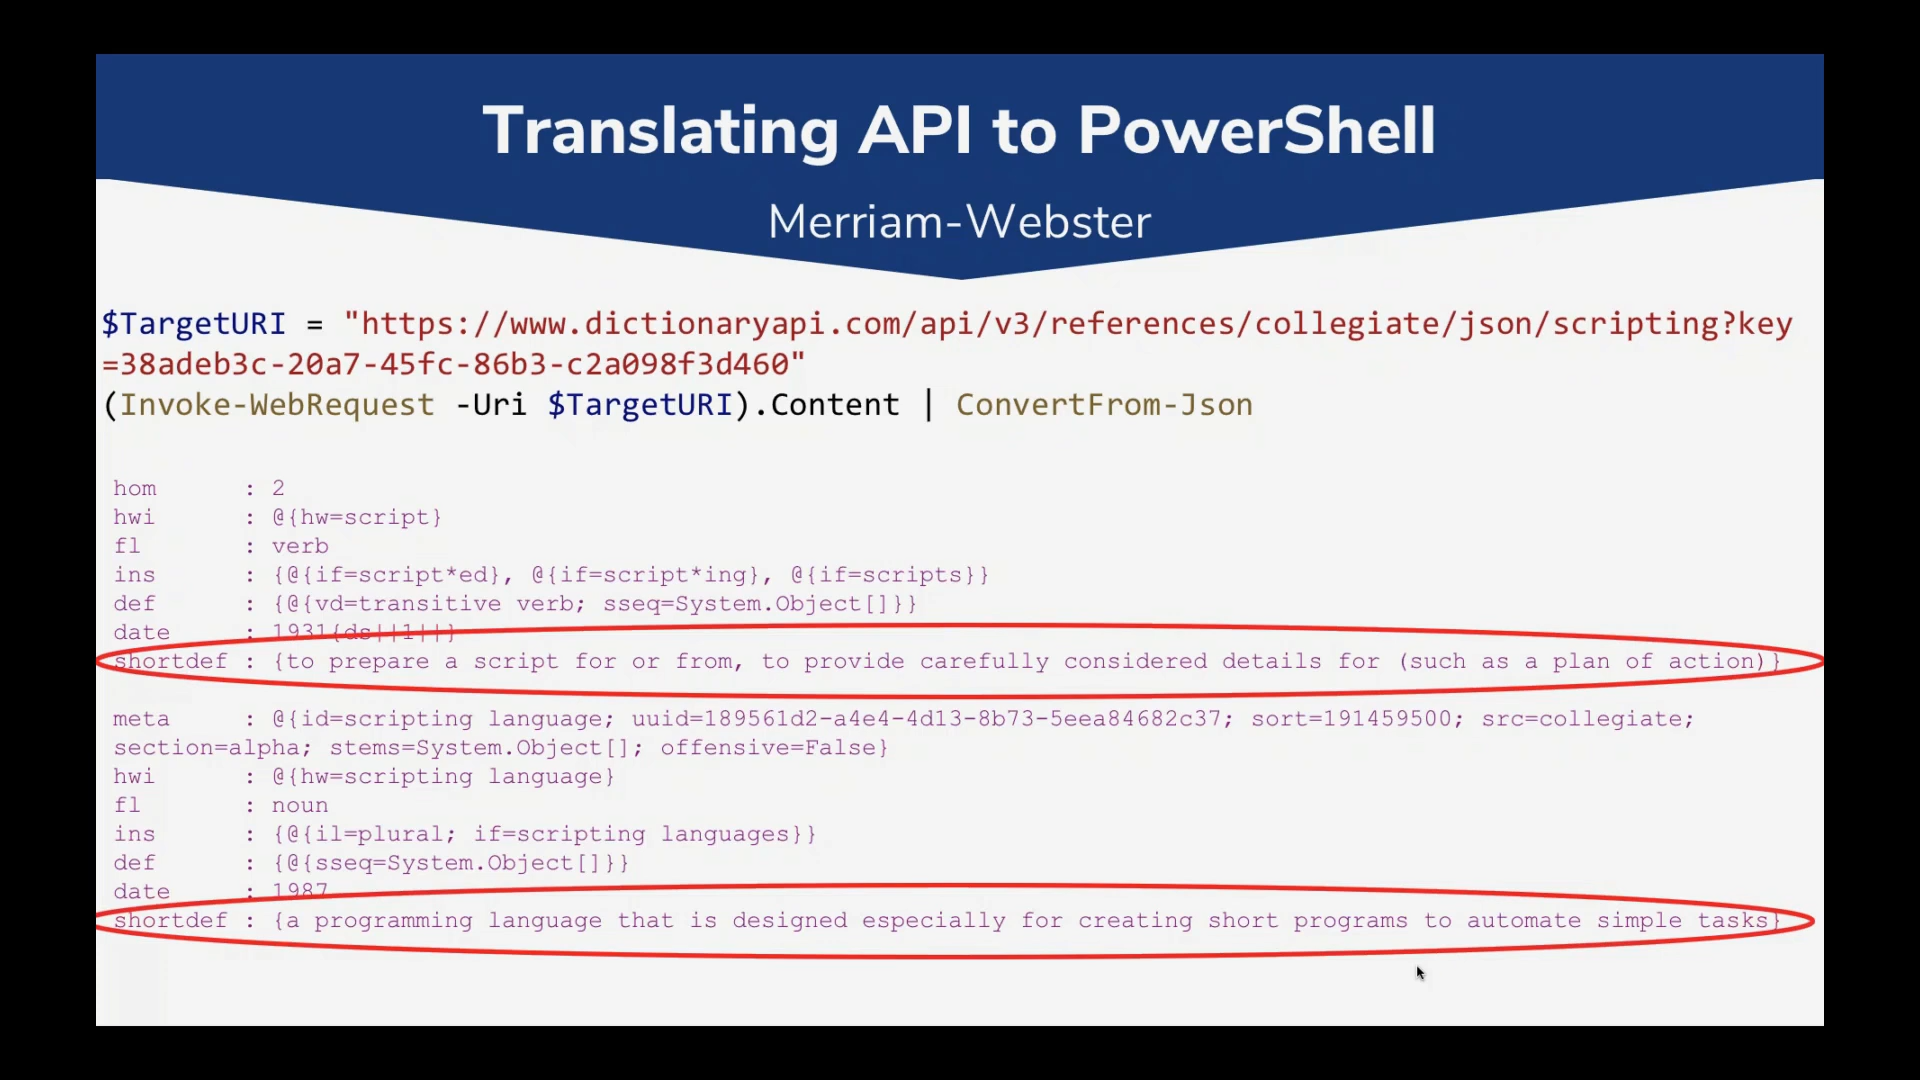 Translating API to PowerShell
Merriam-Webster
$TargetURI = "https://www.dictionaryapi.com/api/v3/references/collegiate/json/scripting?key
=38adeb3c-20a7-45fc-86b3-c2a098f3d460"
(Invoke-WebRequest -Uri $TargetURI).Content | ConvertFrom-Json
hom : 2
hwi : @{hw=script}
fl : verb
ins : {@{if=script*ed}, @{if=script*ing}, @{if=scripts}}
def : {@{vd=transitive verb; sseq=System.Object[]}}
date : 1931{ds||1||}
shortdef : {to prepare a script for or from, to provide carefully considered details for (such as a plan of action)}
meta : @{id=scripting language; uuid=189561d2-a4e4-4d13-8b73-5eea84682c37; sort=191459500; src=collegiate;
section=alpha; stems=System.Object[]; offensive=False}
hwi : @{hw=scripting language}
fl : noun
ins : {@{il=plural; if=scripting languages}}
def : {@{sseq=System.Object[]}}
date : 1987
shortdef : {a programming language that is designed especially for creating short programs to automate simple tasks}